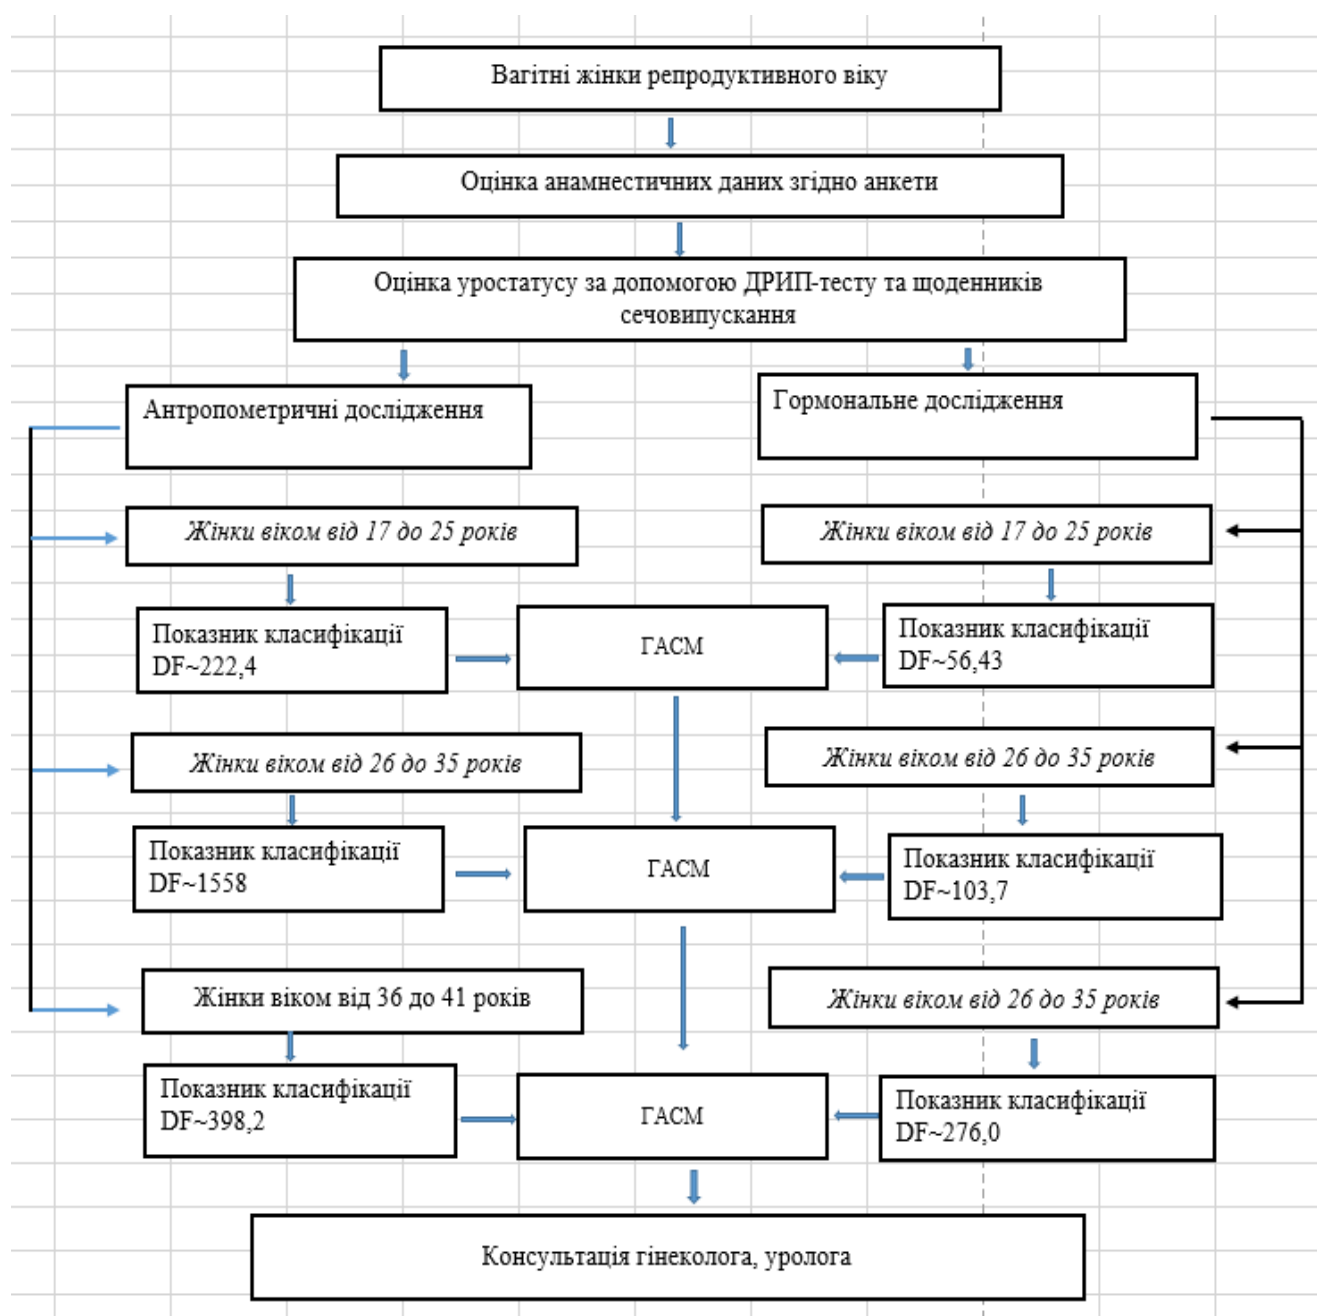 Вагітні жінки репродуктивного віку
Оцінка анамнестичних даних згідно анкети
Оцінка уростатусу за допомогою ДРИП-тесту та щоденників
сечовипускання
Антропометричні дослідження
Гормональне дослідження
Жінки віком від 17 до 25 років
Жінки віком від 17 до 25 років
Показник класифікації
DF~222,4
ГАСМ
Показник класифікації
DF~56,43
Жінки віком від 26 до 35 років
Жінки віком від 26 до 35 років
Показник класифікації
DF~1558
ГАСМ
Показник класифікації
DF~103,7
Жінки віком від 36 до 41 років
Жінки віком від 26 до 35 років
Показник класифікації
DF~398,2
ГАСМ
Показник класифікації
DF~276,0
Консультація гінеколога, уролога